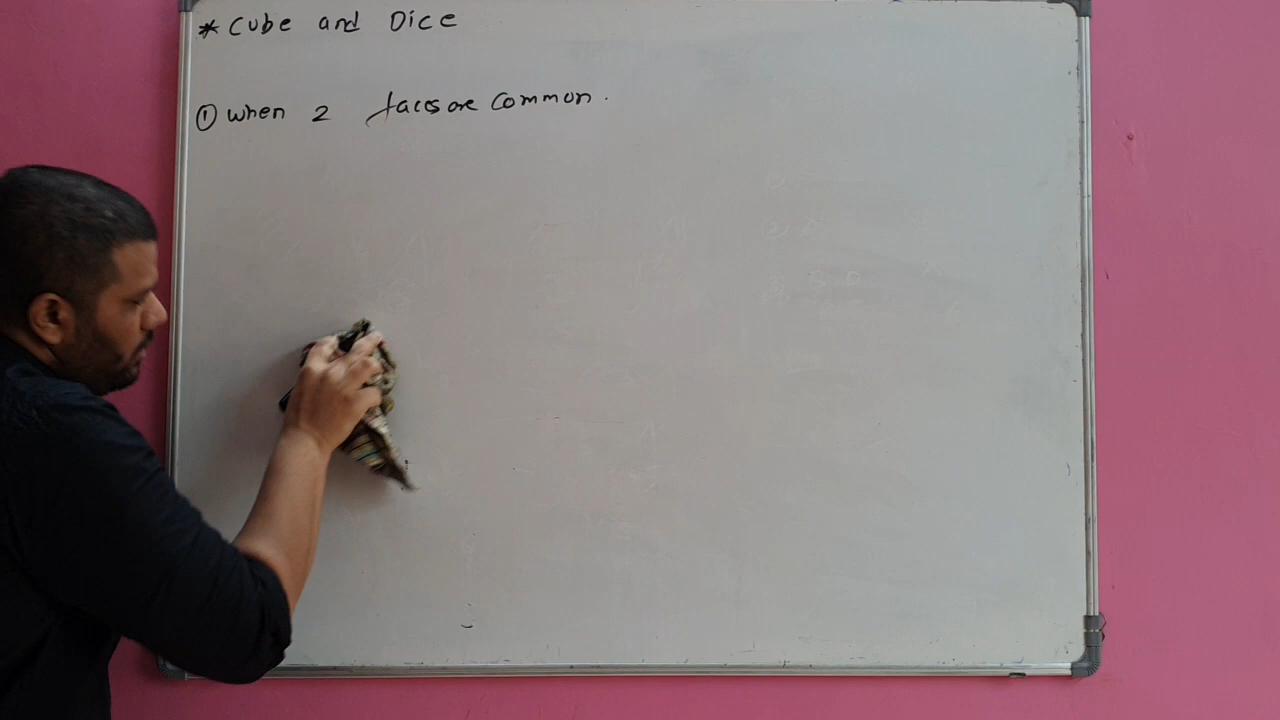 * Cube and Dice
① When 2 faces are common.